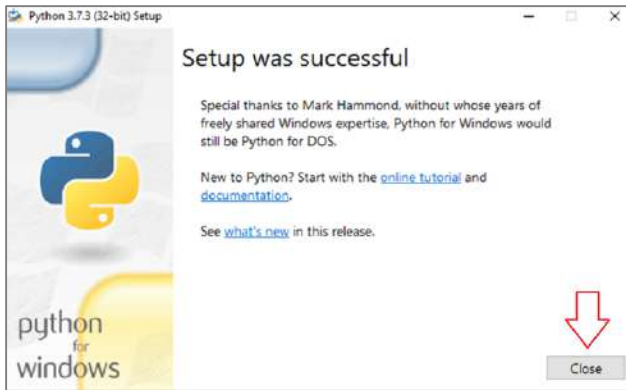 Python 3.7.3 (32-bit) Setup
Setup was successful
Special thanks to Mark Hammond, without whose years of
freely shared Windows expertise, Python for Windows would
still be Python for DOS.
New to Python? Start with the online tutorial and
documentation.
See what's new in this release.
python
for
windows
Close